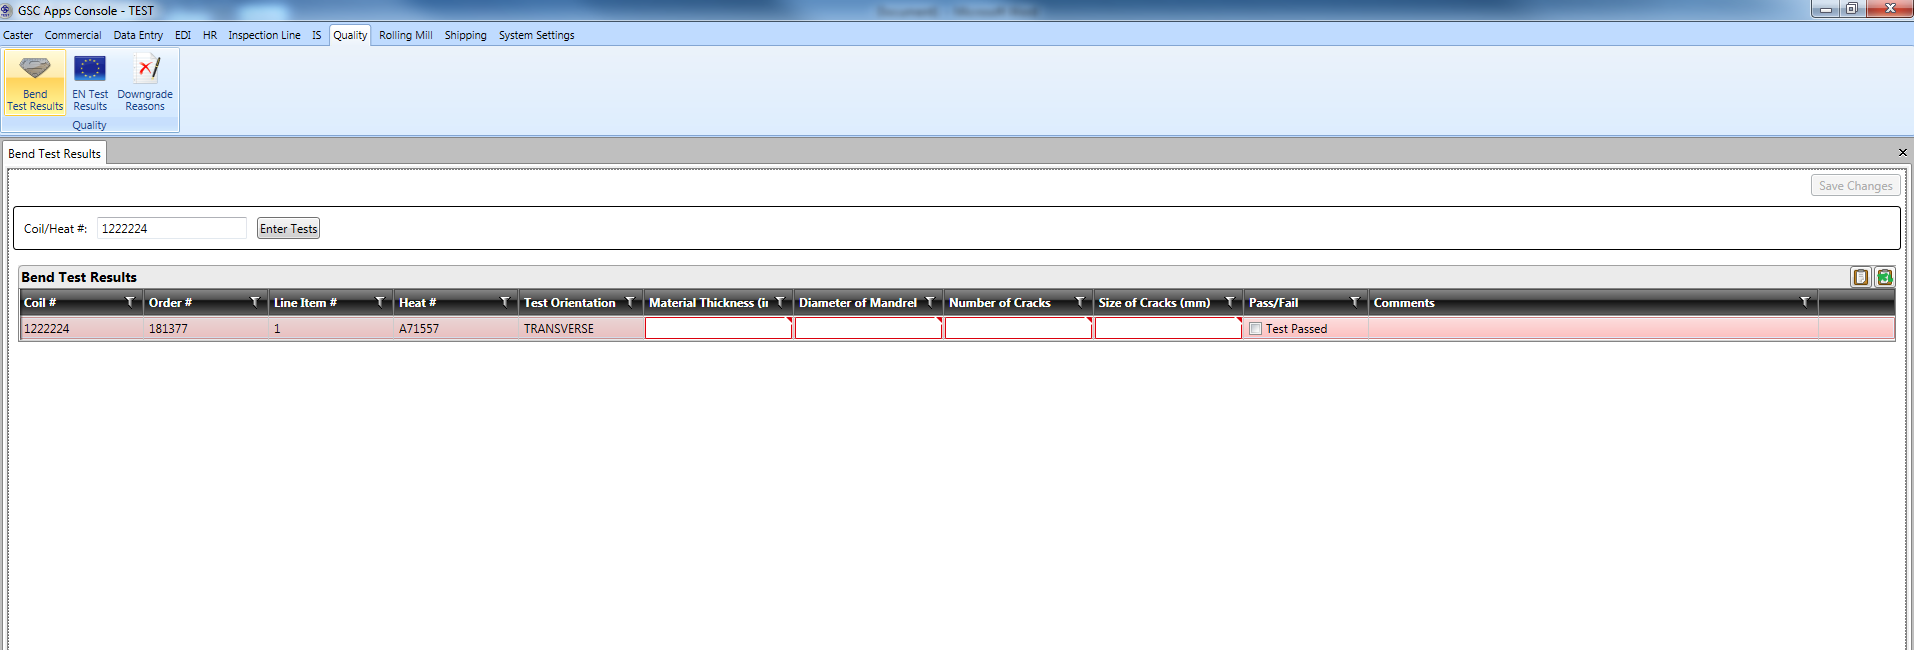 GSC Apps Console - TEST
Caster Commercial Data Entry EDI HR Inspection Line IS Quality Rolling Mill Shipping System Settings
Bend Test Results
EN Test Results
Downgrade Reasons
Quality
Bend Test Results
Save Changes
Coil/Heat #: 1222224 Enter Tests
Bend Test Results
Coil # Order # Line Item # Heat # Test Orientation Material Thickness (i Diameter of Mandrel Number of Cracks Size of Cracks (mm) Pass/Fail Comments
1222224 181377 1 A71557 TRANSVERSE Test Passed